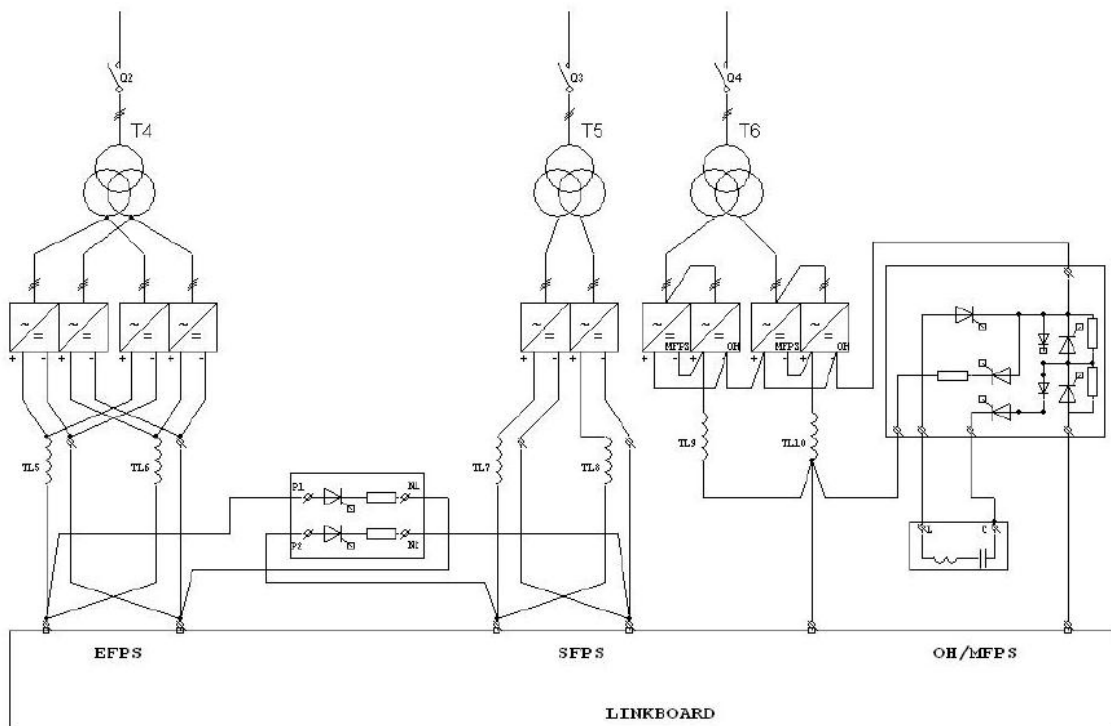 Q2 Q3 Q4
T4 T5 T6
~ = ~ = ~ = ~ = ~ = ~ = ~ = ~ = ~ = ~ =
MFPS OH MFPS OH
+ - + - + - + - + - + - + - + - + - + -
TL9 TL10
TL5 TL6 TL7 TL8
P1 N1
P2 N2
L C
EFPS SFPS OH/MFPS
LINKBOARD